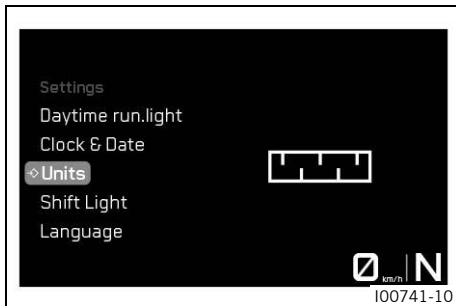 Settings
Daytime run.light
Clock & Date
Units
Shift Light
Language
0 km/h N
I00741-10